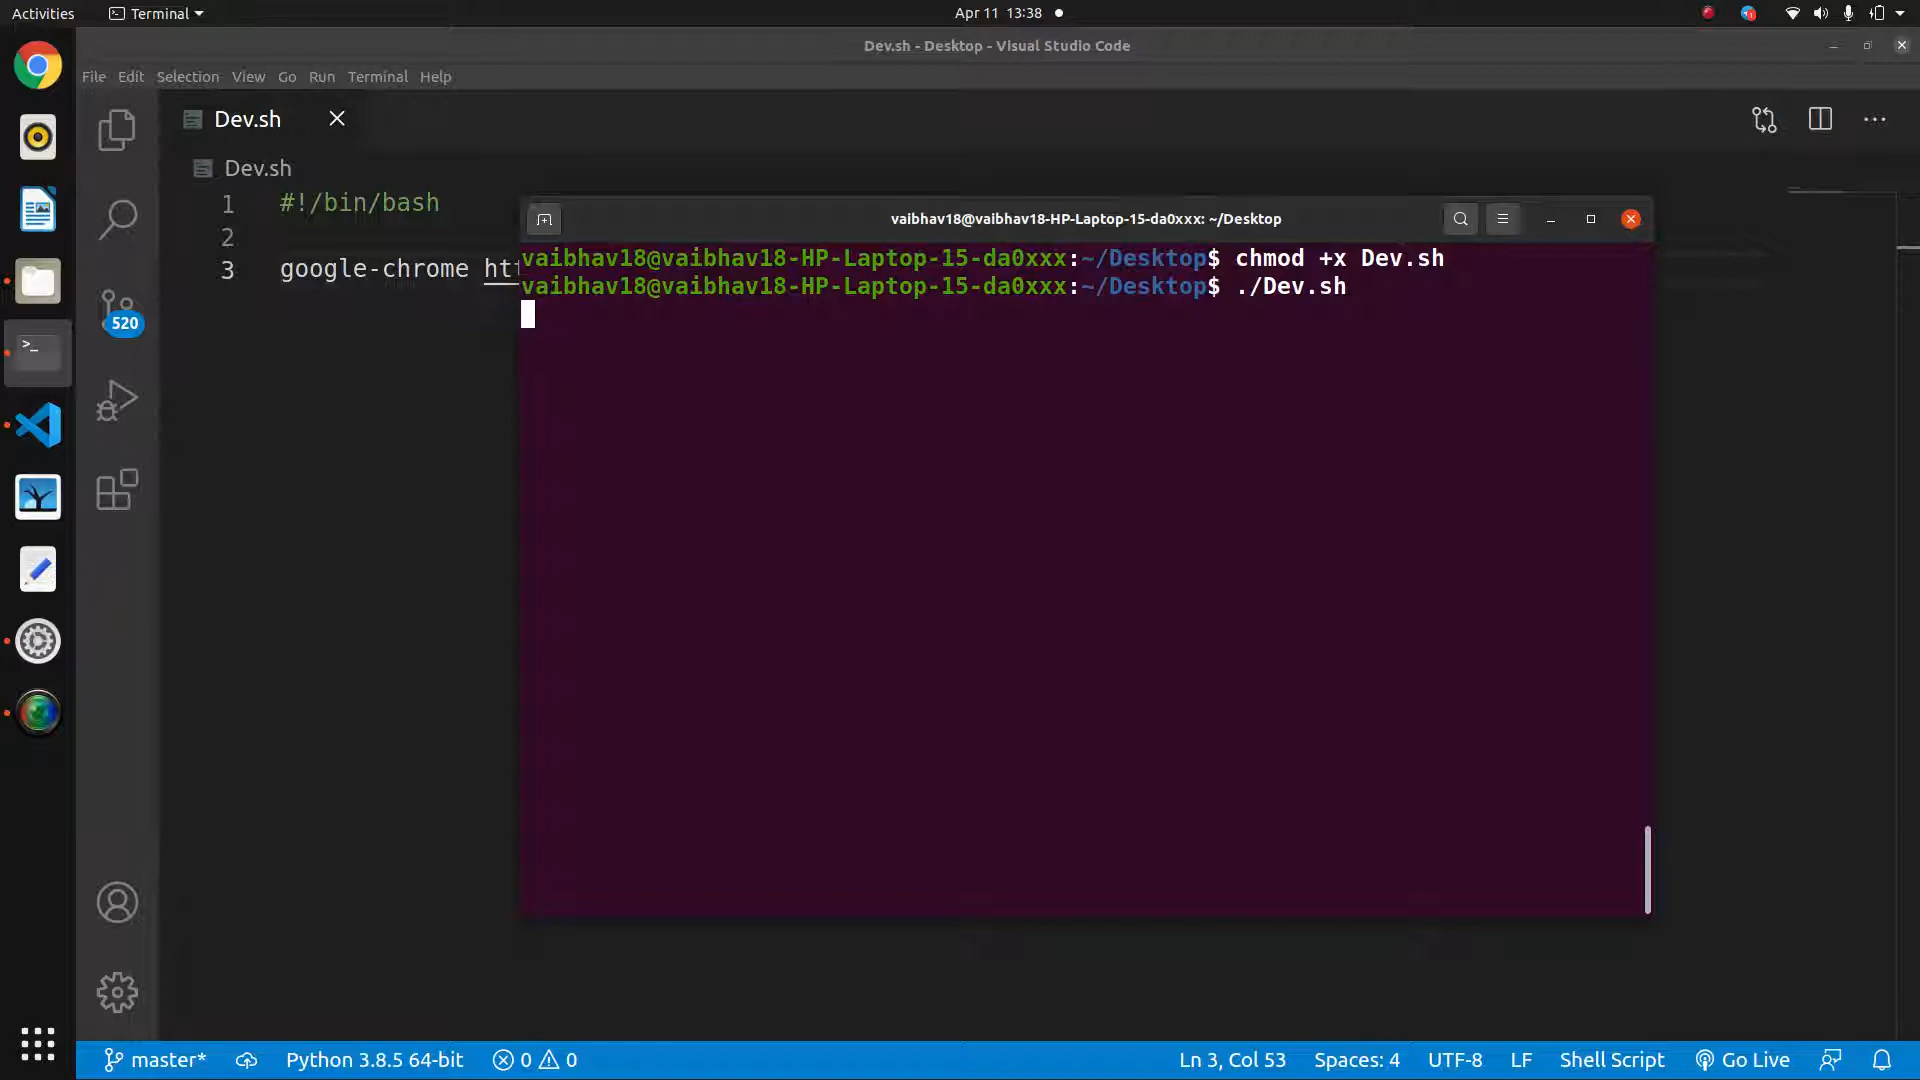 Activities Terminal Apr 11 13:38
Dev.sh - Desktop - Visual Studio Code
File Edit Selection View Go Run Terminal Help
Dev.sh
Dev.sh
1 #!/bin/bash
2
3 google-chrome htt
vaibhav18@vaibhav18-HP-Laptop-15-da0xxx: ~/Desktop
vaibhav18@vaibhav18-HP-Laptop-15-da0xxx:~/Desktop$ chmod +x Dev.sh
vaibhav18@vaibhav18-HP-Laptop-15-da0xxx:~/Desktop$ ./Dev.sh
520
master* Python 3.8.5 64-bit 0 0 Ln 3, Col 53 Spaces: 4 UTF-8 LF Shell Script Go Live